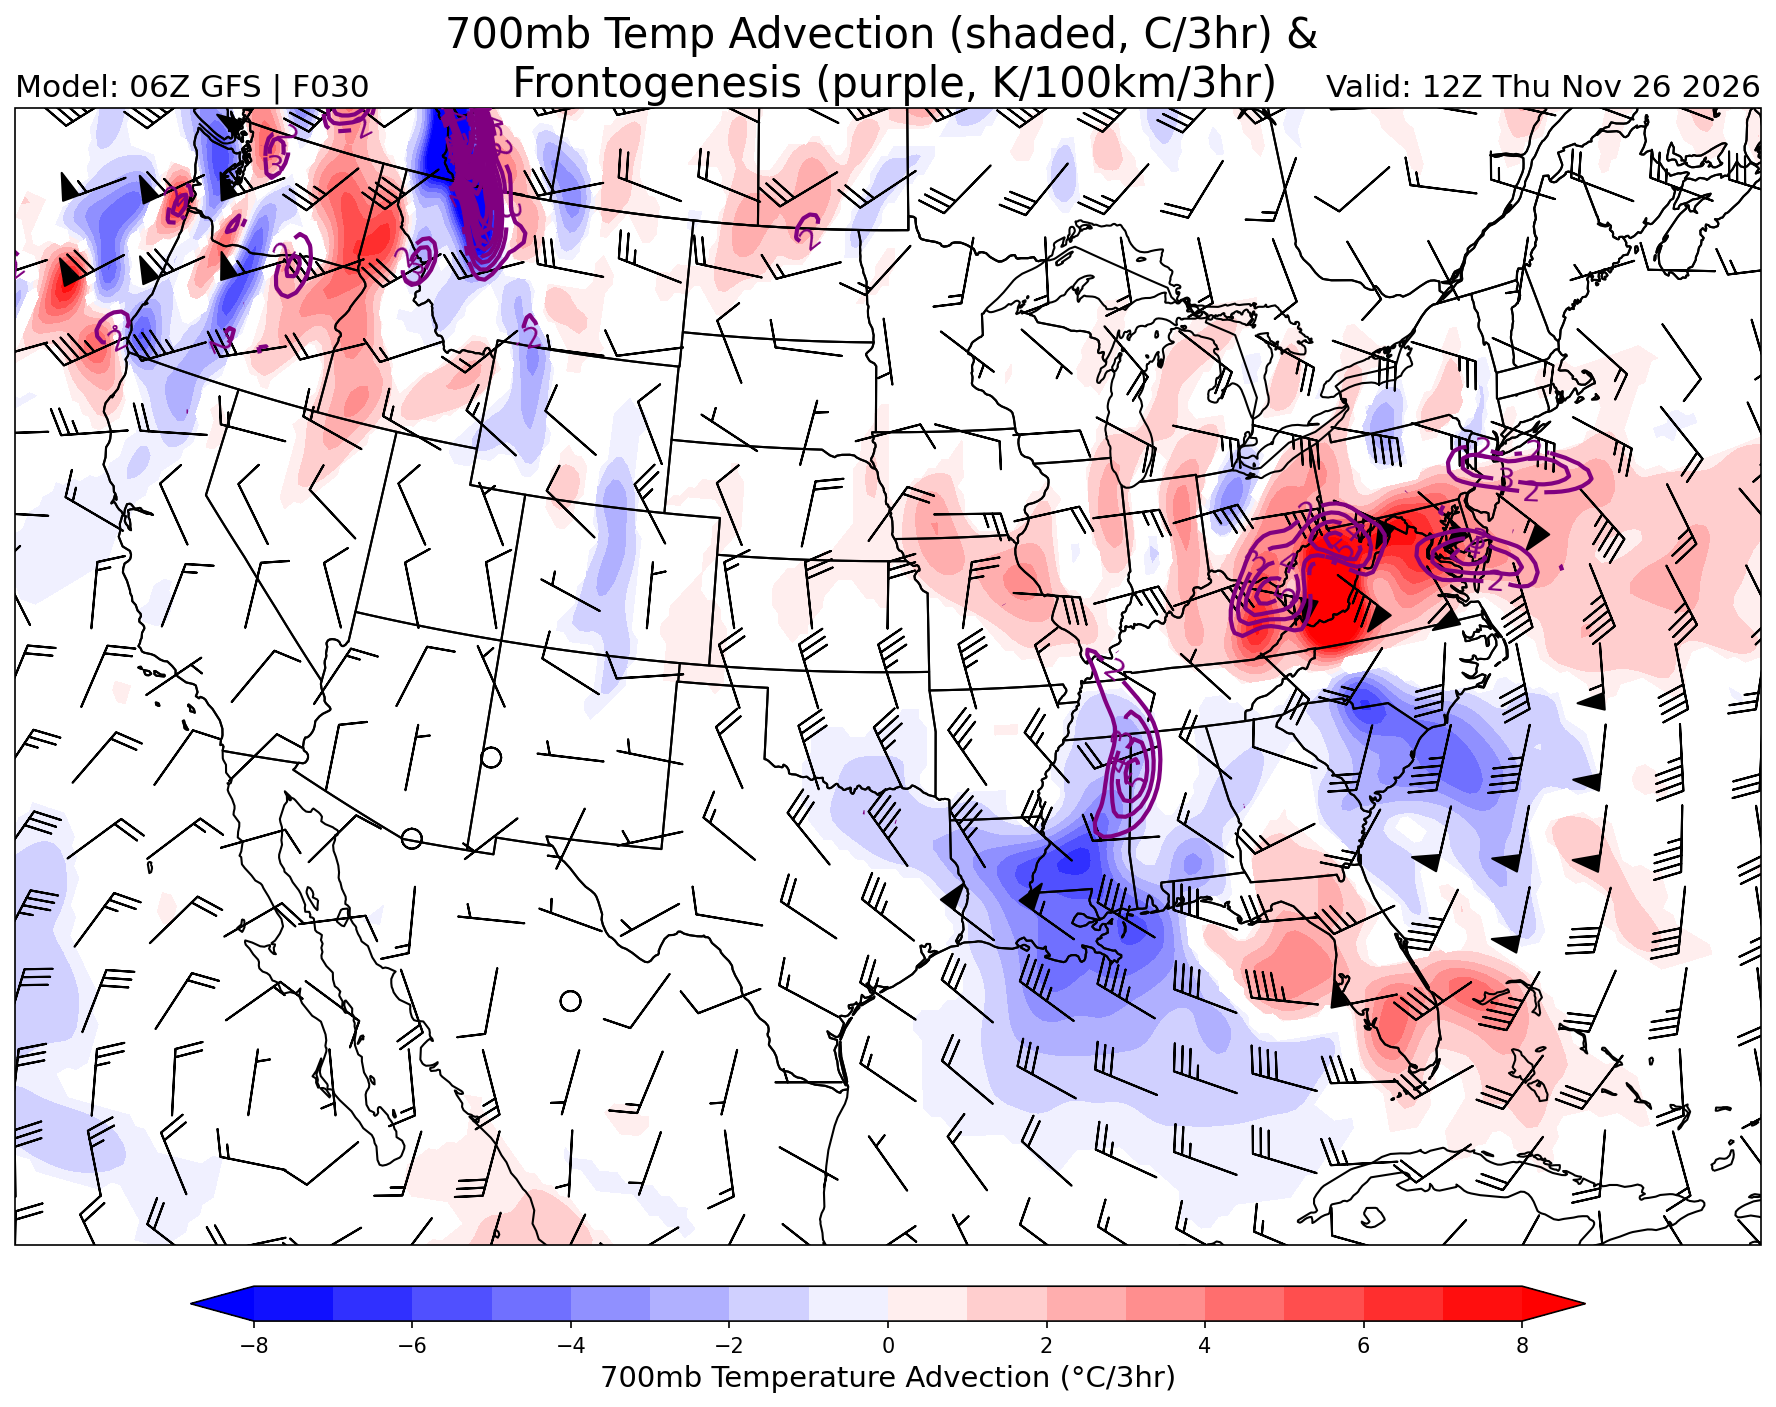 700mb Temp Advection (shaded, C/3hr) &
Frontogenesis (purple, K/100km/3hr)
Model: 06Z GFS | F030
Valid: 12Z Thu Nov 26 2026
−8 −6 −4 −2 0 2 4 6 8
700mb Temperature Advection (°C/3hr)